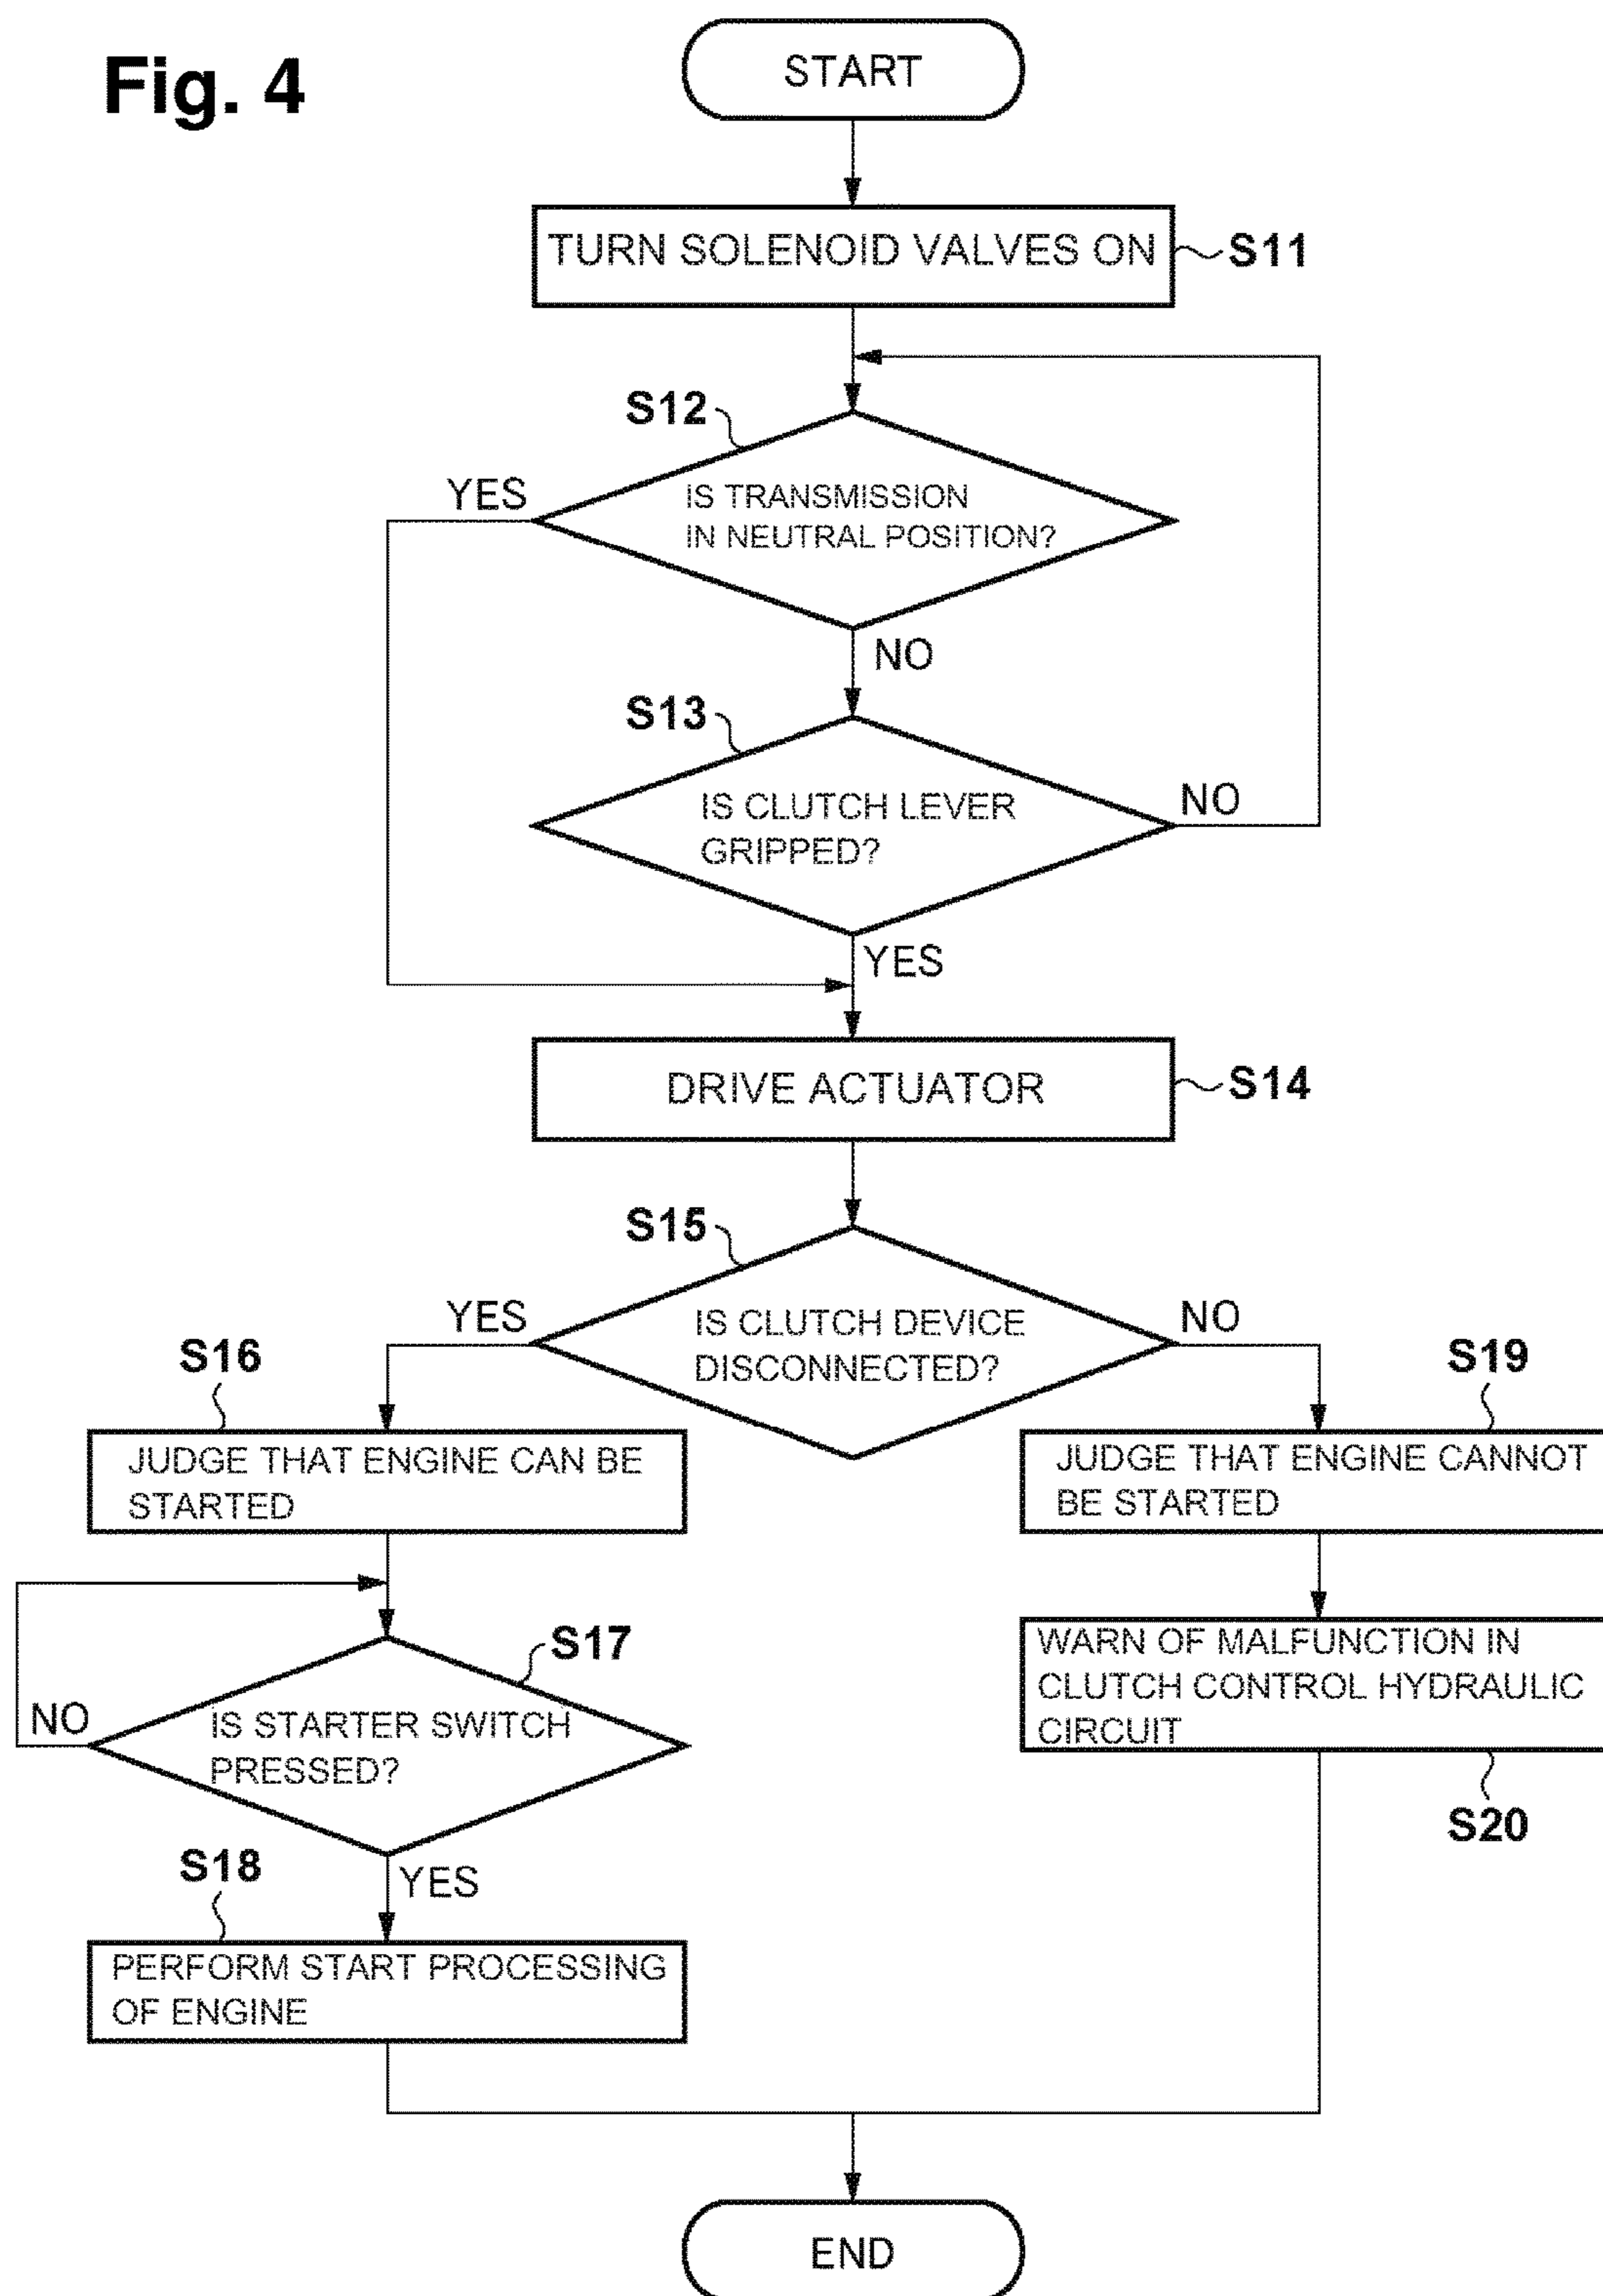 Fig. 4
START
TURN SOLENOID VALVES ON
S11
S12
YES
IS TRANSMISSION
IN NEUTRAL POSITION?
NO
S13
IS CLUTCH LEVER
GRIPPED?
NO
YES
DRIVE ACTUATOR
S14
S15
YES
IS CLUTCH DEVICE
DISCONNECTED?
NO
S16
JUDGE THAT ENGINE CAN BE
STARTED
S19
JUDGE THAT ENGINE CANNOT
BE STARTED
S17
NO
IS STARTER SWITCH
PRESSED?
WARN OF MALFUNCTION IN
CLUTCH CONTROL HYDRAULIC
CIRCUIT
S20
S18
YES
PERFORM START PROCESSING
OF ENGINE
END